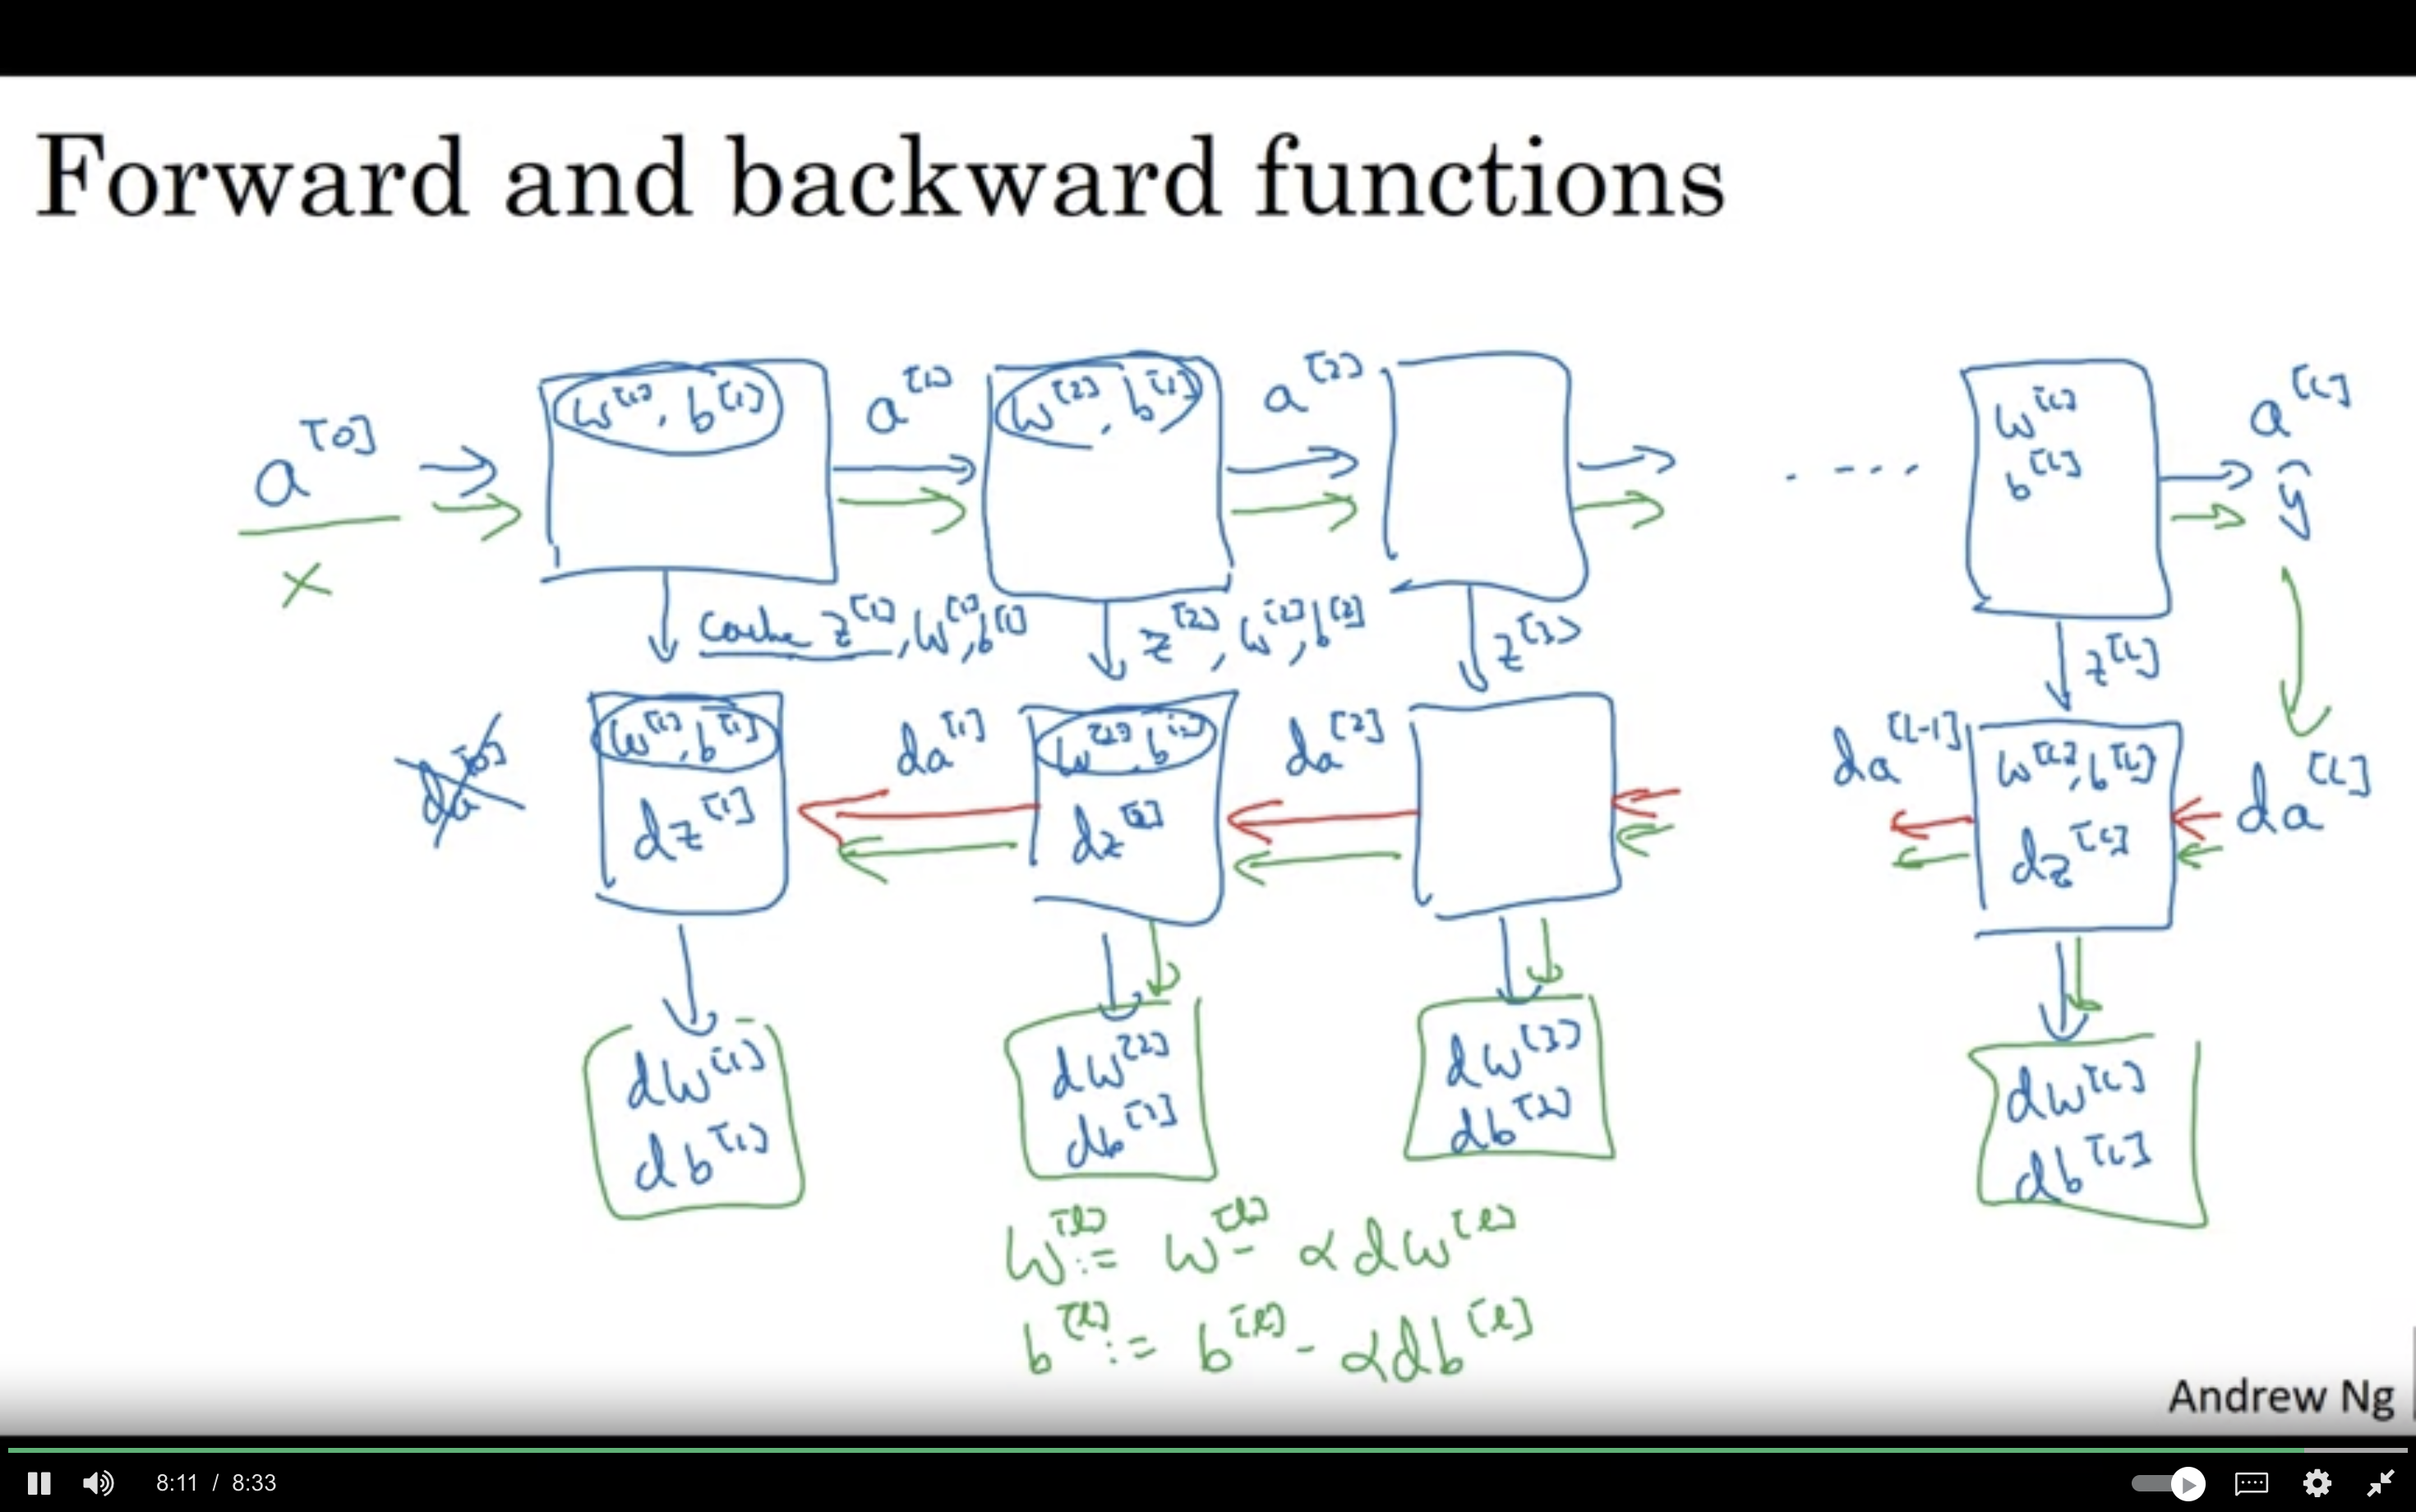 Forward and backward functions
a^[0] w^[1], b^[1] a^[1] w^[2], b^[2] a^[2] .... w^[L] a^[L]
b^[L] ŷ
x
cache z^[1], w^[1], b^[1] z^[2], w^[2], b^[2] z^[3] z^[L]
da^[0] w^[1], b^[1] da^[1] w^[2], b^[2] da^[2] da^[l-1] w^[L], b^[L] da^[L]
dz^[1] dz^[2] dz^[L]
dw^[1] dw^[2] dw^[3] dw^[L]
db^[1] db^[2] db^[3] db^[L]
w^[l] := w^[l] - α dw^[l]
b^[l] := b^[l] - α db^[l]
Andrew Ng
8:11 / 8:33